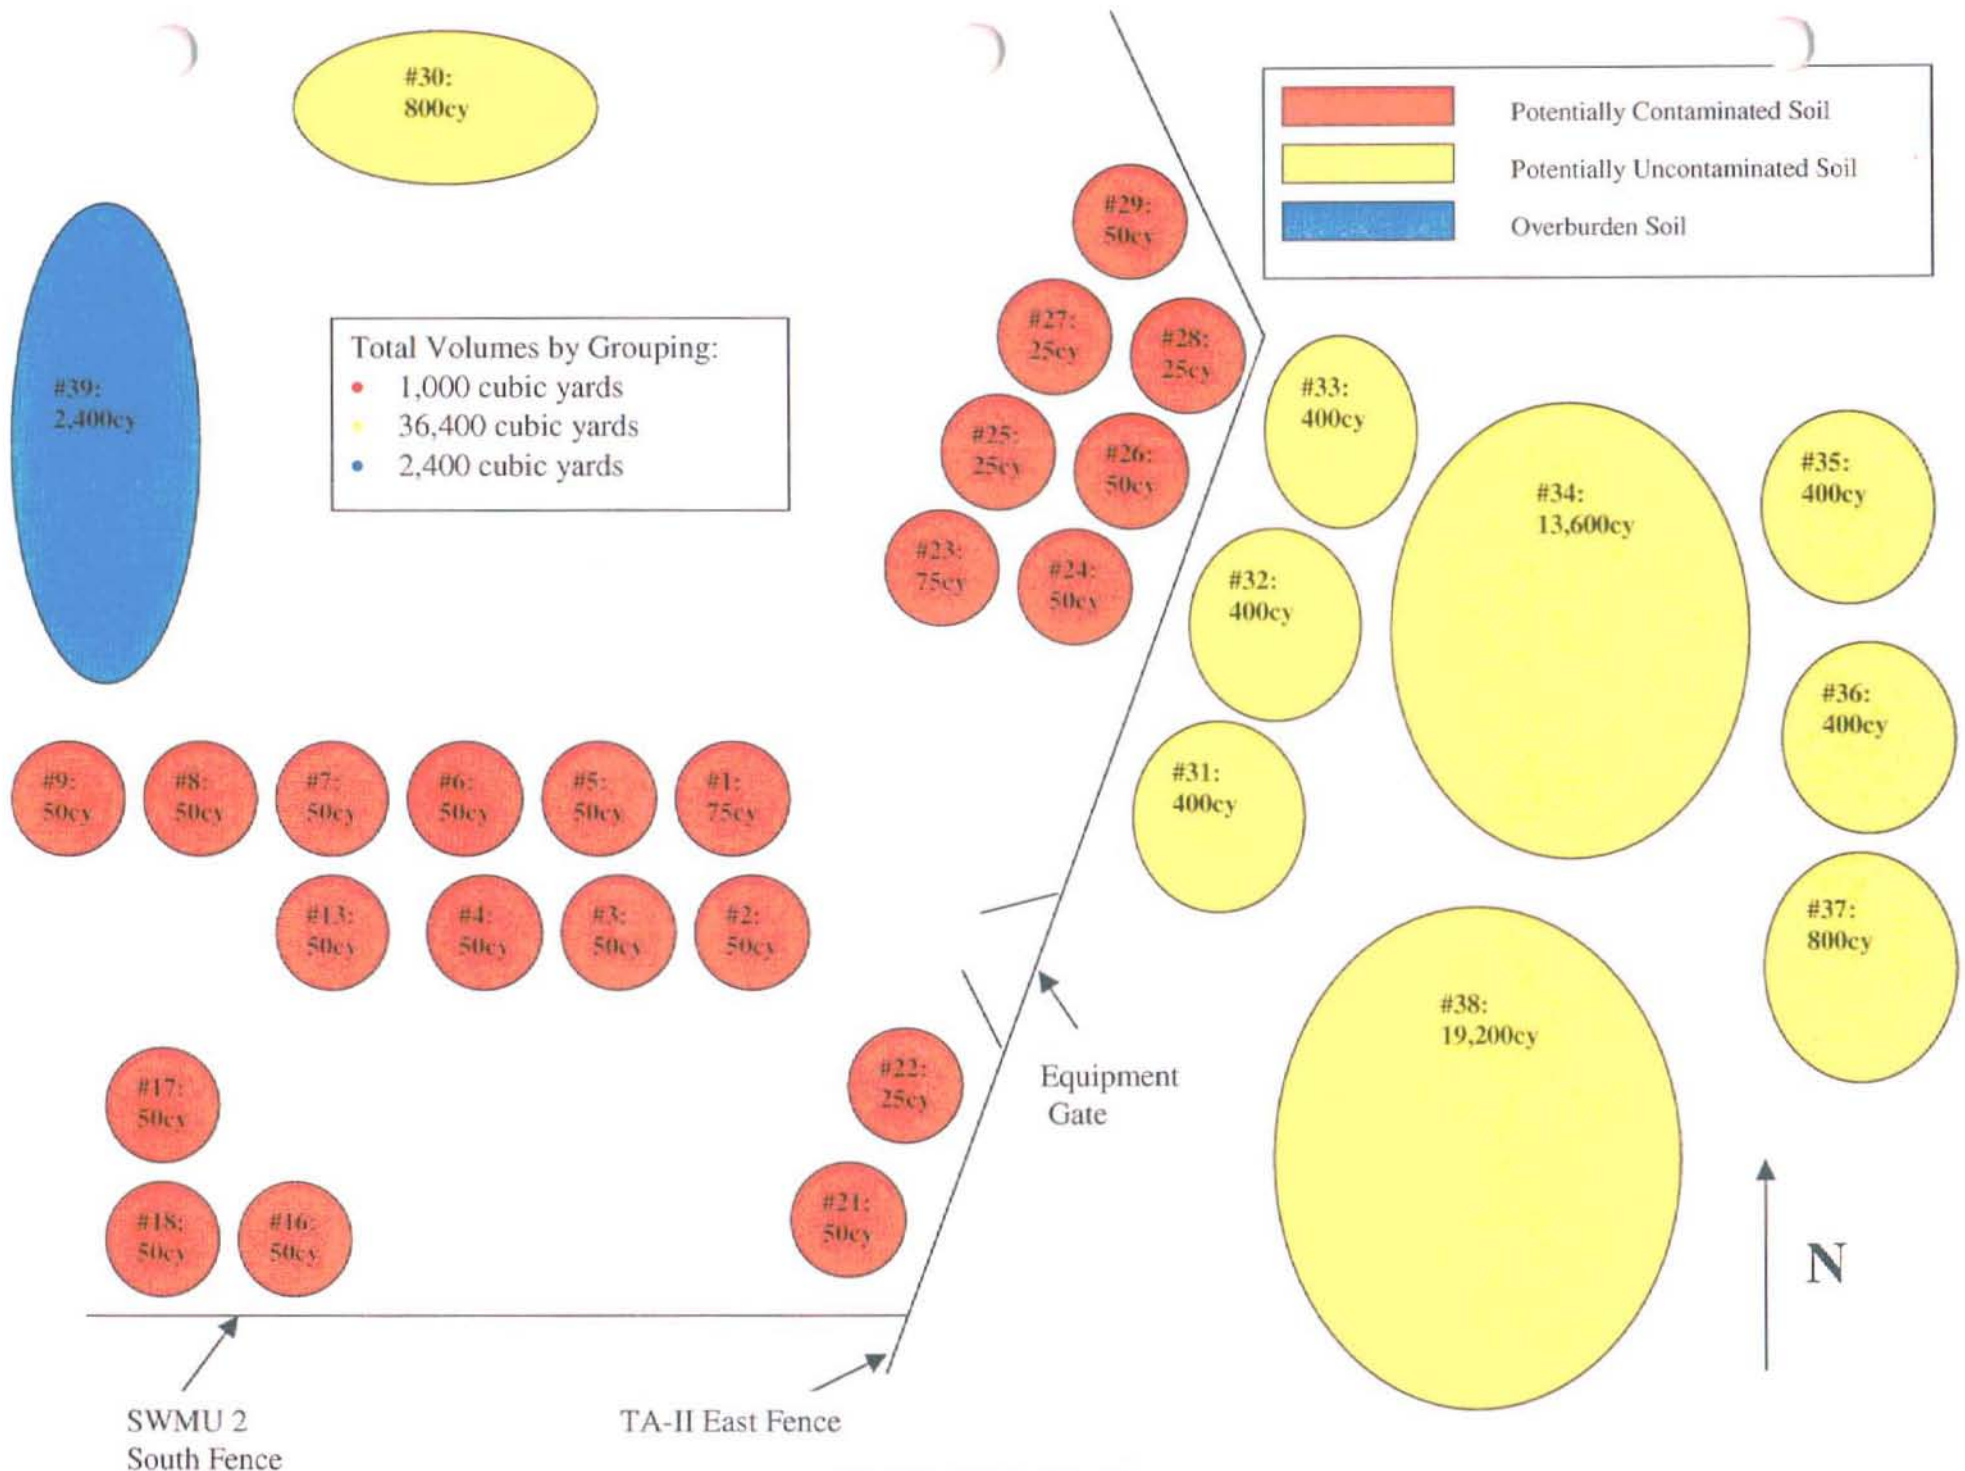 #30:
800cy
Potentially Contaminated Soil
Potentially Uncontaminated Soil
Overburden Soil
#29:
50cy
#27:
25cy
#28:
25cy
#39:
2,400cy
Total Volumes by Grouping:
• 1,000 cubic yards
• 36,400 cubic yards
• 2,400 cubic yards
#25:
25cy
#26:
50cy
#23:
75cy
#24:
50cy
#33:
400cy
#34:
13,600cy
#35:
400cy
#32:
400cy
#36:
400cy
#31:
400cy
#37:
800cy
#9:
50cy
#8:
50cy
#7:
50cy
#6:
50cy
#5:
50cy
#1:
75cy
#13:
50cy
#4:
50cy
#3:
50cy
#2:
50cy
#38:
19,200cy
#17:
50cy
#22:
25cy
Equipment
Gate
#18:
50cy
#16:
50cy
#21:
50cy
N
SWMU 2
South Fence
TA-II East Fence